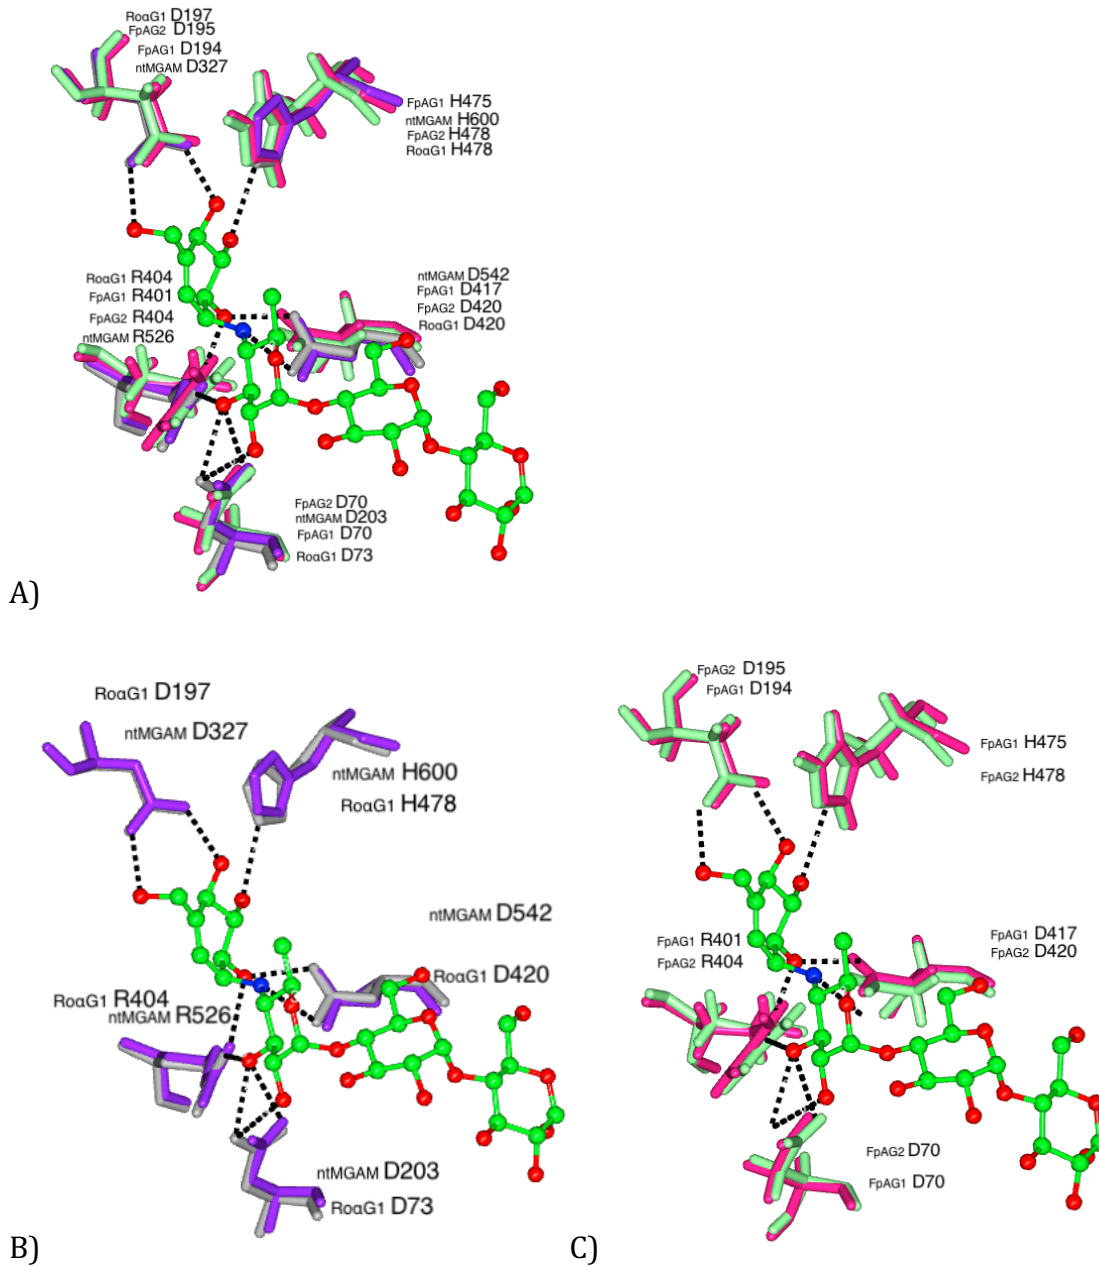 RoαG1 D197
FpAG2 D195
FpAG1 D194
ntMGAM D327
FpAG1 H475
ntMGAM H600
FpAG2 H478
RoαG1 H478
RoαG1 R404
FpAG1 R401
FpAG2 R404
ntMGAM R526
ntMGAM D542
FpAG1 D417
FpAG2 D420
RoαG1 D420
FpAG2 D70
ntMGAM D203
FpAG1 D70
RoαG1 D73
A)
RoαG1 D197
ntMGAM D327
ntMGAM H600
RoαG1 H478
ntMGAM D542
RoαG1 D420
RoαG1 R404
ntMGAM R526
ntMGAM D203
RoαG1 D73
B)
FpAG2 D195
FpAG1 D194
FpAG1 H475
FpAG2 H478
FpAG1 R401
FpAG2 R404
FpAG1 D417
FpAG2 D420
FpAG2 D70
FpAG1 D70
C)